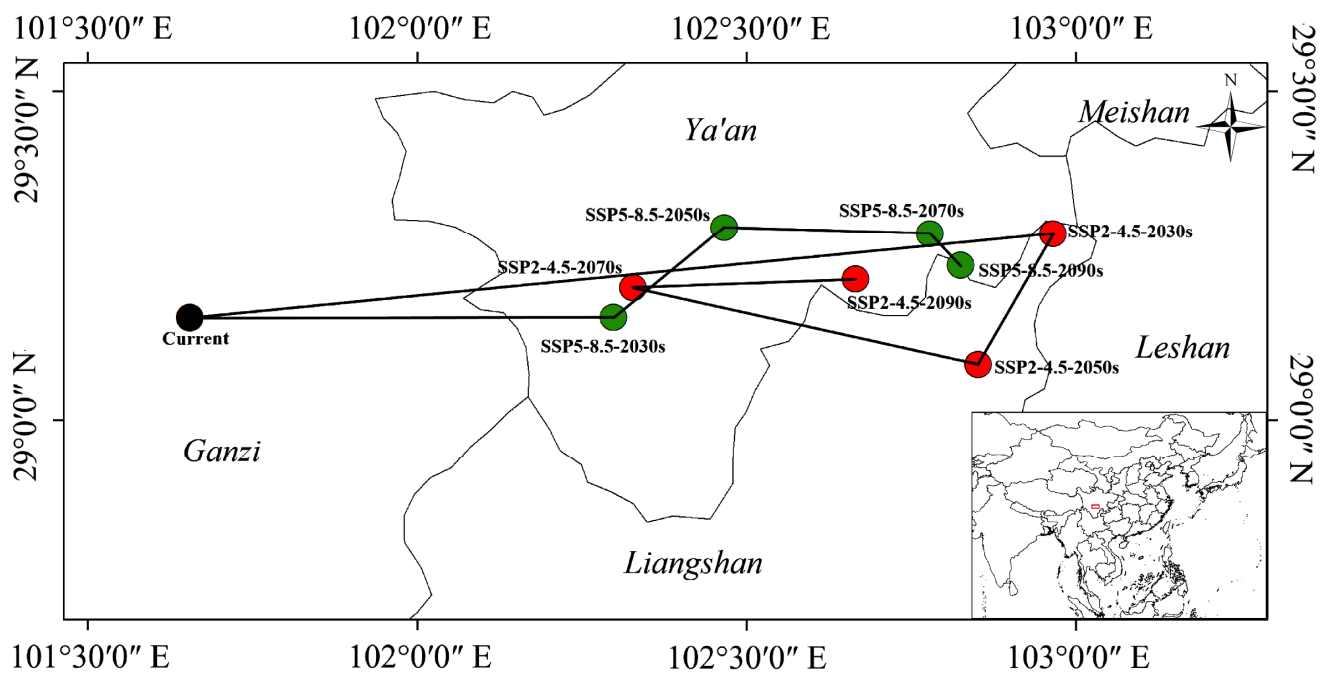 101°30′0″ E
102°0′0″ E
102°30′0″ E
103°0′0″ E
29°30′0″ N
29°30′0″ N
N
Meishan
Ya'an
SSP5-8.5-2050s
SSP5-8.5-2070s
SSP2-4.5-2030s
SSP2-4.5-2070s
SSP5-8.5-2090s
SSP2-4.5-2090s
Current
SSP5-8.5-2030s
Leshan
SSP2-4.5-2050s
29°0′0″ N
29°0′0″ N
Ganzi
Liangshan
101°30′0″ E
102°0′0″ E
102°30′0″ E
103°0′0″ E